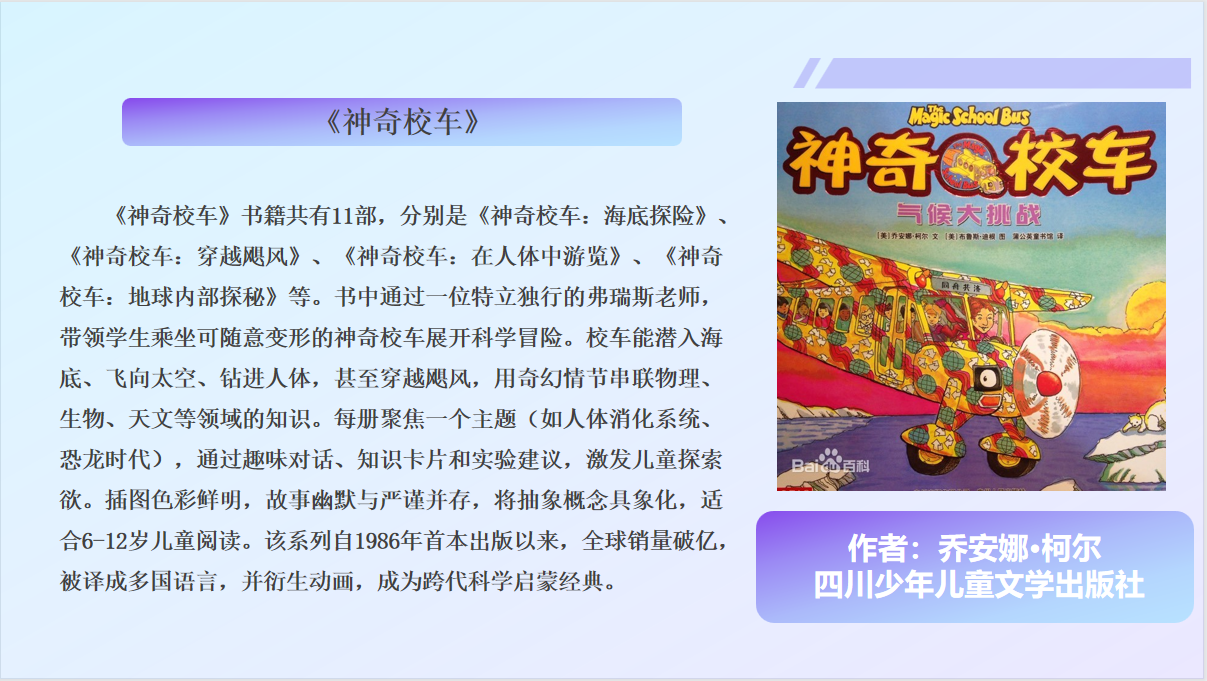 《神奇校车》
《神奇校车》书籍共有11部，分别是《神奇校车：海底探险》、
《神奇校车：穿越飓风》、《神奇校车：在人体中游览》、《神奇
校车：地球内部探秘》等。书中通过一位特立独行的弗瑞斯老师，
带领学生乘坐可随意变形的神奇校车展开科学冒险。校车能潜入海
底、飞向太空、钻进人体，甚至穿越飓风，用奇幻情节串联物理、
生物、天文等领域的知识。每册聚焦一个主题（如人体消化系统、
恐龙时代），通过趣味对话、知识卡片和实验建议，激发儿童探索
欲。插图色彩鲜明，故事幽默与严谨并存，将抽象概念具象化，适
合6-12岁儿童阅读。该系列自1986年首本出版以来，全球销量破亿，
被译成多国语言，并衍生动画，成为跨代科学启蒙经典。
The Magic School Bus
神奇校车
气候大挑战
[美]乔安娜·柯尔 文 [美]布鲁斯·迪根 图 蒲公英童书馆 译
Baidu百科
作者：乔安娜·柯尔
四川少年儿童文学出版社